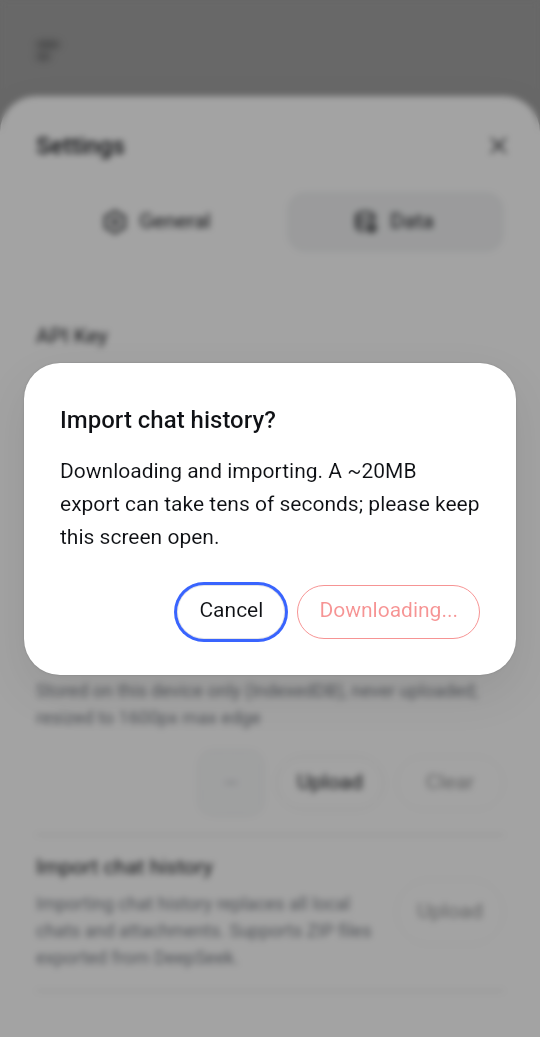 Settings
General
Data
API Key
Import chat history?
Downloading and importing. A ~20MB
export can take tens of seconds; please keep
this screen open.
Cancel
Downloading...
Stored on this device only (IndexedDB), never uploaded;
resized to 1600px max edge
Upload
Clear
Import chat history
Importing chat history replaces all local
chats and attachments. Supports ZIP files
exported from DeepSeek.
Upload